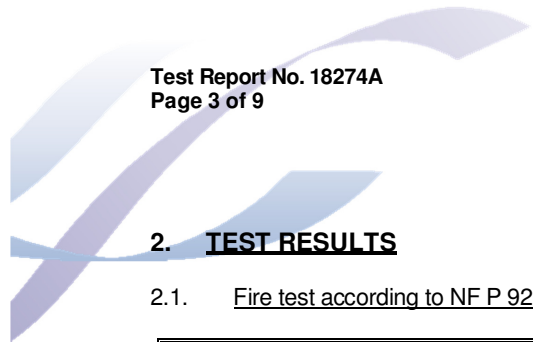 Test Report No. 18274A
Page 3 of 9
2. TEST RESULTS
2.1. Fire test according to NF P 92